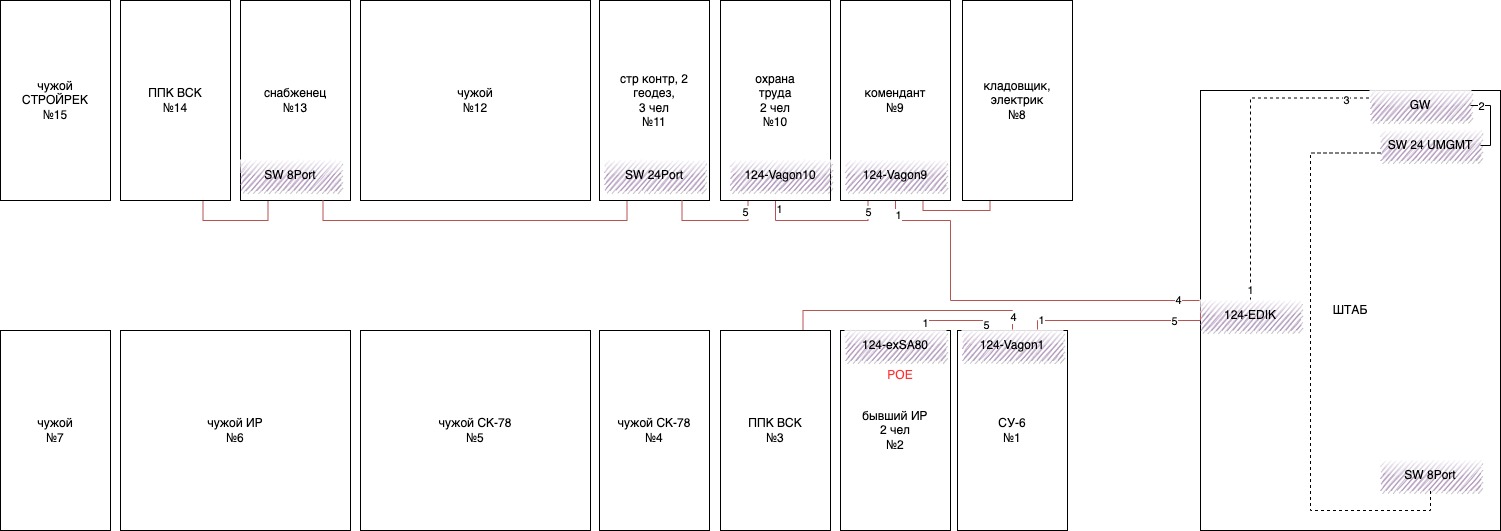 чужой
СТРОЙРЕК
№15
ППК ВСК
№14
снабженец
№13
SW 8Port
чужой
№12
стр контр, 2
геодез,
3 чел
№11
SW 24Port
охрана
труда
2 чел
№10
124-Vagon10
комендант
№9
124-Vagon9
кладовщик,
электрик
№8
5
1
5
1
4
3
GW
2
SW 24 UMGMT
1
124-EDIK
ШТАБ
SW 8Port
5
1
4
5
1
чужой
№7
чужой ИР
№6
чужой СК-78
№5
чужой СК-78
№4
ППК ВСК
№3
124-exSA80
POE
бывший ИР
2 чел
№2
124-Vagon1
СУ-6
№1